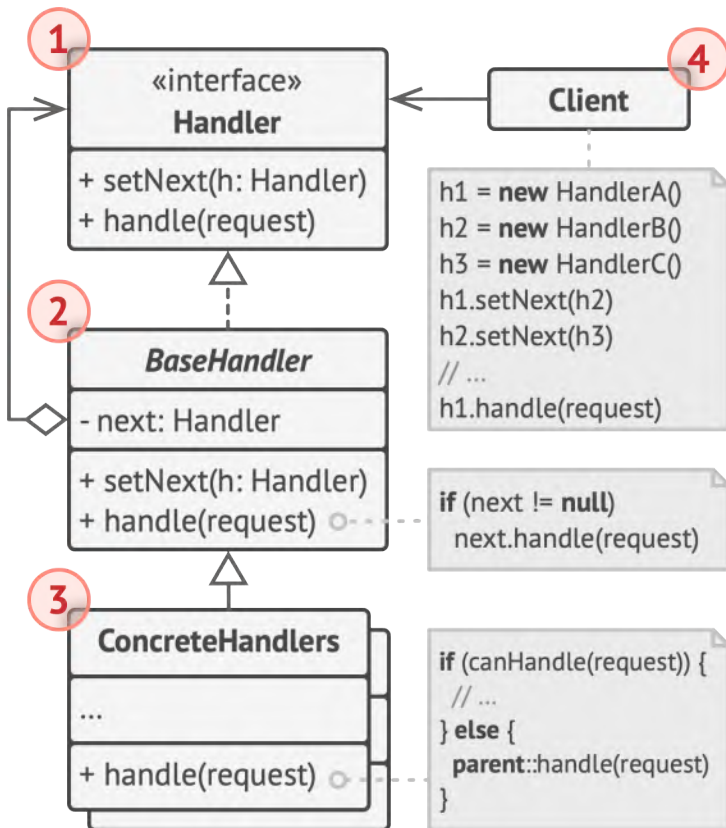 1
«interface»
Handler
+ setNext(h: Handler)
+ handle(request)
4
Client
h1 = new HandlerA()
h2 = new HandlerB()
h3 = new HandlerC()
h1.setNext(h2)
h2.setNext(h3)
// ...
h1.handle(request)
2
BaseHandler
- next: Handler
+ setNext(h: Handler)
+ handle(request)
if (next != null)
next.handle(request)
3
ConcreteHandlers
...
+ handle(request)
if (canHandle(request)) {
// ...
} else {
parent::handle(request)
}